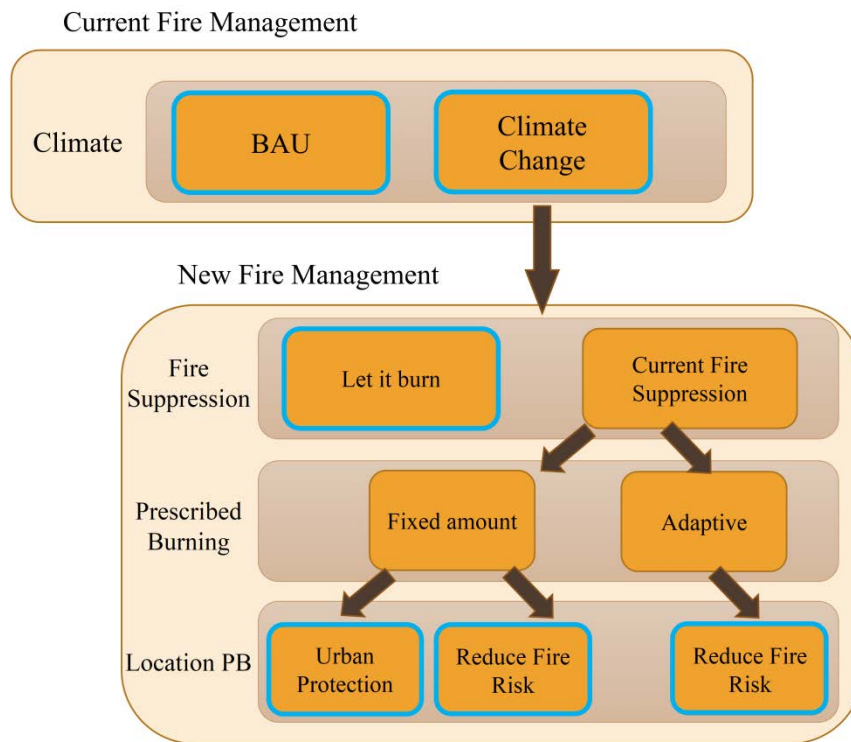 Current Fire Management
Climate
BAU
Climate
Change
New Fire Management
Fire
Suppression
Let it burn
Current Fire
Suppression
Prescribed
Burning
Fixed amount
Adaptive
Location PB
Urban
Protection
Reduce Fire
Risk
Reduce Fire
Risk